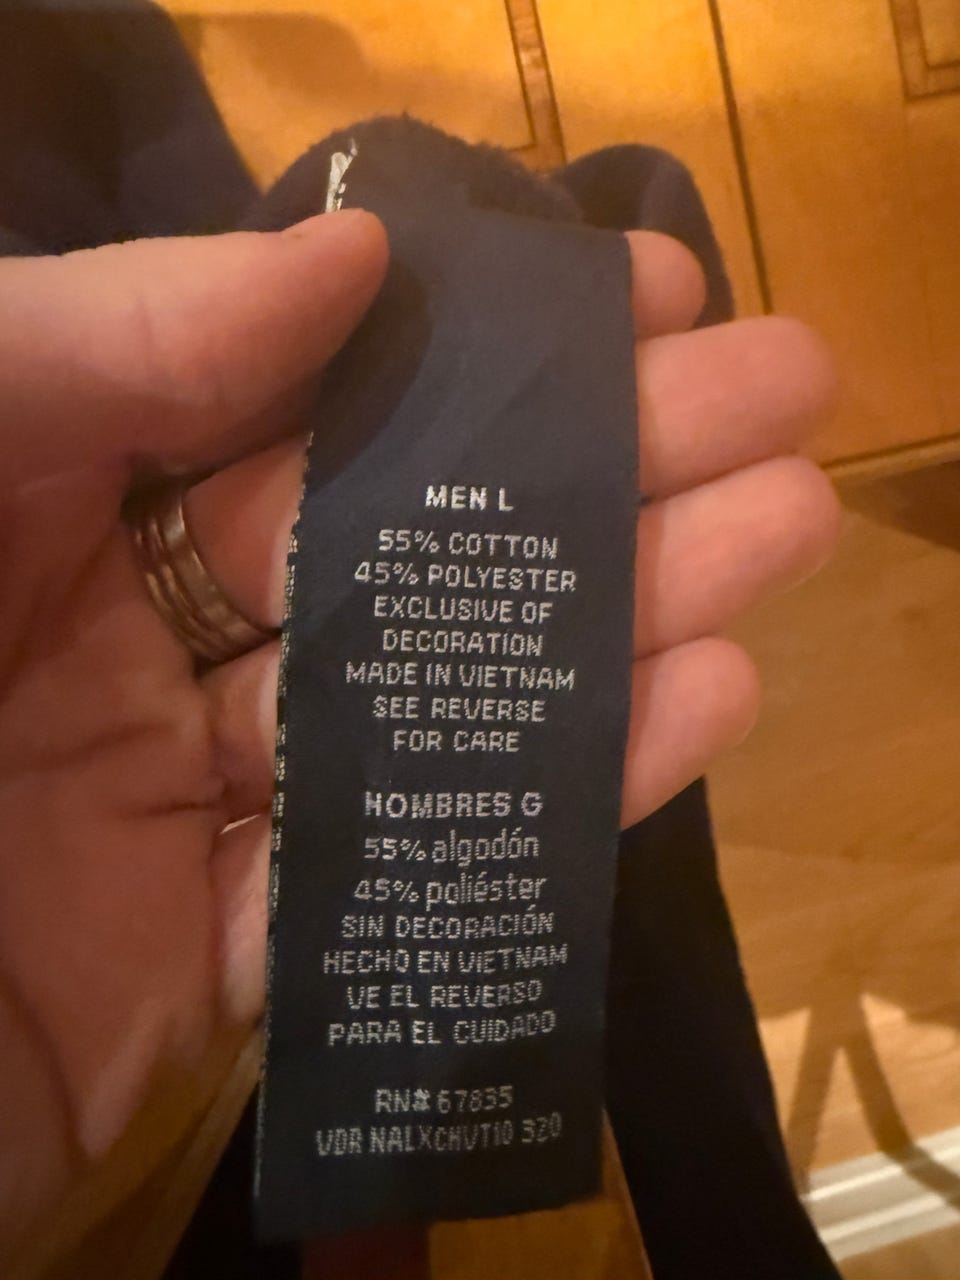 MEN L
55% COTTON
45% POLYESTER
EXCLUSIVE OF
DECORATION
MADE IN VIETNAM
SEE REVERSE
FOR CARE
HOMBRES G
55% algodón
45% poliéster
SIN DECORACIÓN
HECHO EN VIETNAM
VE EL REVERSO
PARA EL CUIDADO
RN# 67835
VDR NALXCHVT10 320